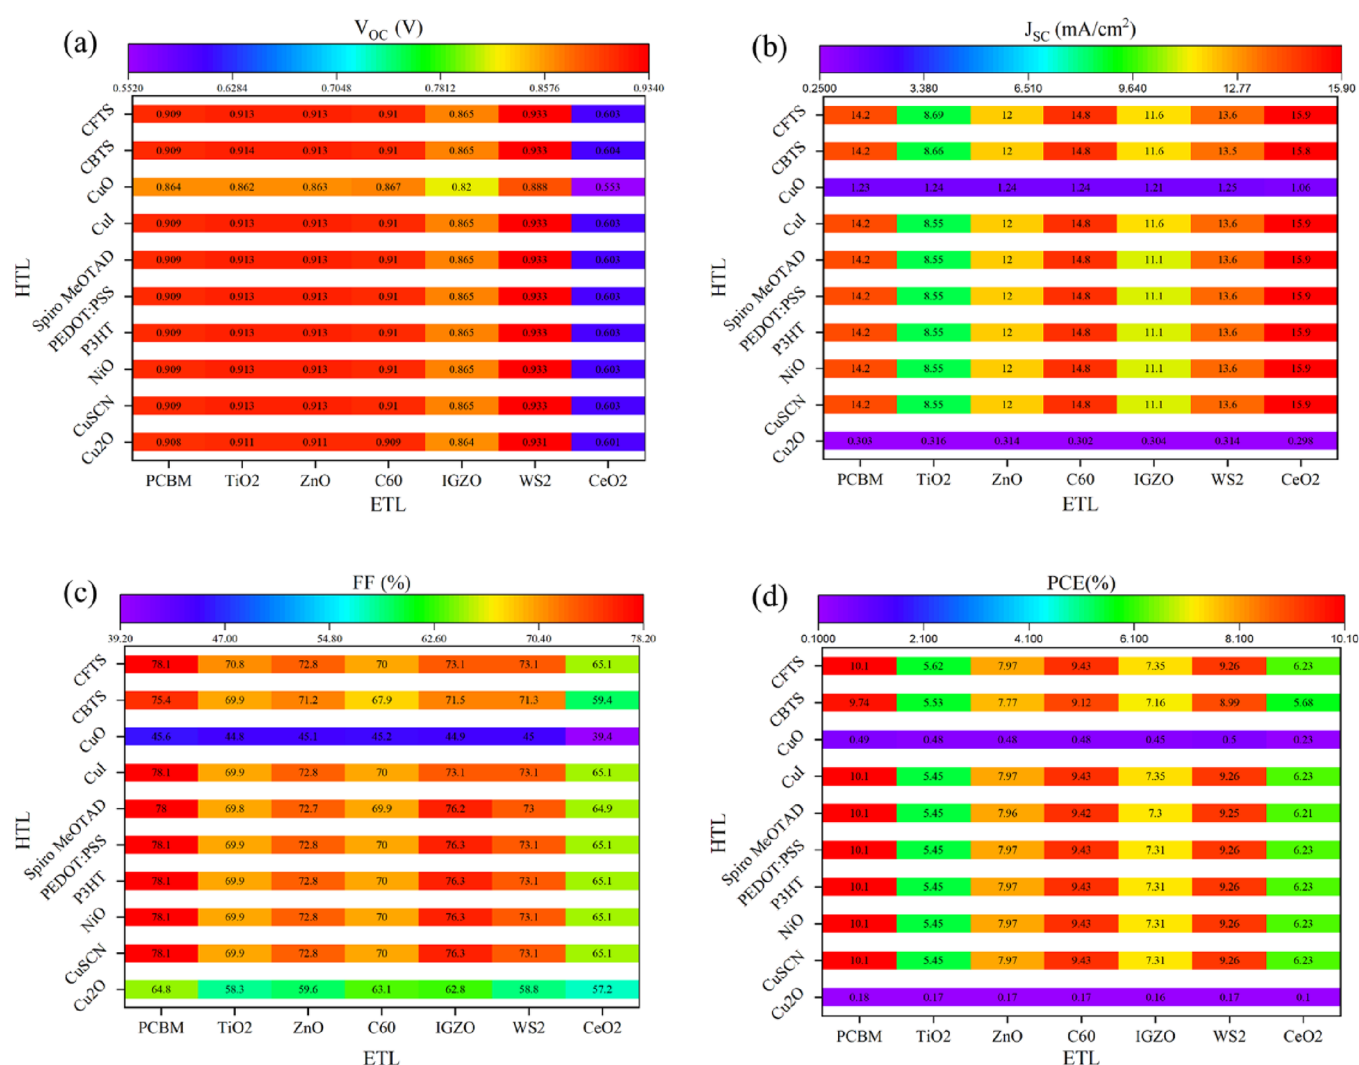 (a)
V_OC (V)
0.5520 0.6284 0.7048 0.7812 0.8576 0.9340
HTL
CFTS 0.909 0.913 0.913 0.91 0.865 0.933 0.603
CBTS 0.909 0.914 0.913 0.91 0.865 0.933 0.604
CuO 0.864 0.862 0.863 0.867 0.82 0.888 0.553
CuI 0.909 0.913 0.913 0.91 0.865 0.933 0.603
Spiro MeOTAD 0.909 0.913 0.913 0.91 0.865 0.933 0.603
PEDOT:PSS 0.909 0.913 0.913 0.91 0.865 0.933 0.603
P3HT 0.909 0.913 0.913 0.91 0.865 0.933 0.603
NiO 0.909 0.913 0.913 0.91 0.865 0.933 0.603
CuSCN 0.909 0.913 0.913 0.91 0.865 0.933 0.603
Cu2O 0.908 0.911 0.911 0.909 0.864 0.931 0.601
PCBM TiO2 ZnO C60 IGZO WS2 CeO2
ETL
(b)
J_SC (mA/cm²)
0.2500 3.380 6.510 9.640 12.77 15.90
HTL
CFTS 14.2 8.69 12 14.8 11.6 13.6 15.9
CBTS 14.2 8.66 12 14.8 11.6 13.5 15.8
CuO 1.23 1.24 1.24 1.24 1.21 1.25 1.06
CuI 14.2 8.55 12 14.8 11.6 13.6 15.9
Spiro MeOTAD 14.2 8.55 12 14.8 11.1 13.6 15.9
PEDOT:PSS 14.2 8.55 12 14.8 11.1 13.6 15.9
P3HT 14.2 8.55 12 14.8 11.1 13.6 15.9
NiO 14.2 8.55 12 14.8 11.1 13.6 15.9
CuSCN 14.2 8.55 12 14.8 11.1 13.6 15.9
Cu2O 0.303 0.316 0.314 0.302 0.304 0.314 0.298
PCBM TiO2 ZnO C60 IGZO WS2 CeO2
ETL
(c)
FF (%)
39.20 47.00 54.80 62.60 70.40 78.20
HTL
CFTS 78.1 70.8 72.8 70 73.1 73.1 65.1
CBTS 75.4 69.9 71.2 67.9 71.5 71.3 59.4
CuO 45.6 44.8 45.1 45.2 44.9 45 39.4
CuI 78.1 69.9 72.8 70 73.1 73.1 65.1
Spiro MeOTAD 78 69.8 72.7 69.9 76.2 73 64.9
PEDOT:PSS 78.1 69.9 72.8 70 76.3 73.1 65.1
P3HT 78.1 69.9 72.8 70 76.3 73.1 65.1
NiO 78.1 69.9 72.8 70 76.3 73.1 65.1
CuSCN 78.1 69.9 72.8 70 76.3 73.1 65.1
Cu2O 64.8 58.3 59.6 63.1 62.8 58.8 57.2
PCBM TiO2 ZnO C60 IGZO WS2 CeO2
ETL
(d)
PCE(%)
0.1000 2.100 4.100 6.100 8.100 10.10
HTL
CFTS 10.1 5.62 7.97 9.43 7.35 9.26 6.23
CBTS 9.74 5.53 7.77 9.12 7.16 8.99 5.68
CuO 0.49 0.48 0.48 0.48 0.45 0.5 0.23
CuI 10.1 5.45 7.97 9.43 7.35 9.26 6.23
Spiro MeOTAD 10.1 5.45 7.96 9.42 7.3 9.25 6.21
PEDOT:PSS 10.1 5.45 7.97 9.43 7.31 9.26 6.23
P3HT 10.1 5.45 7.97 9.43 7.31 9.26 6.23
NiO 10.1 5.45 7.97 9.43 7.31 9.26 6.23
CuSCN 10.1 5.45 7.97 9.43 7.31 9.26 6.23
Cu2O 0.18 0.17 0.17 0.17 0.16 0.17 0.1
PCBM TiO2 ZnO C60 IGZO WS2 CeO2
ETL